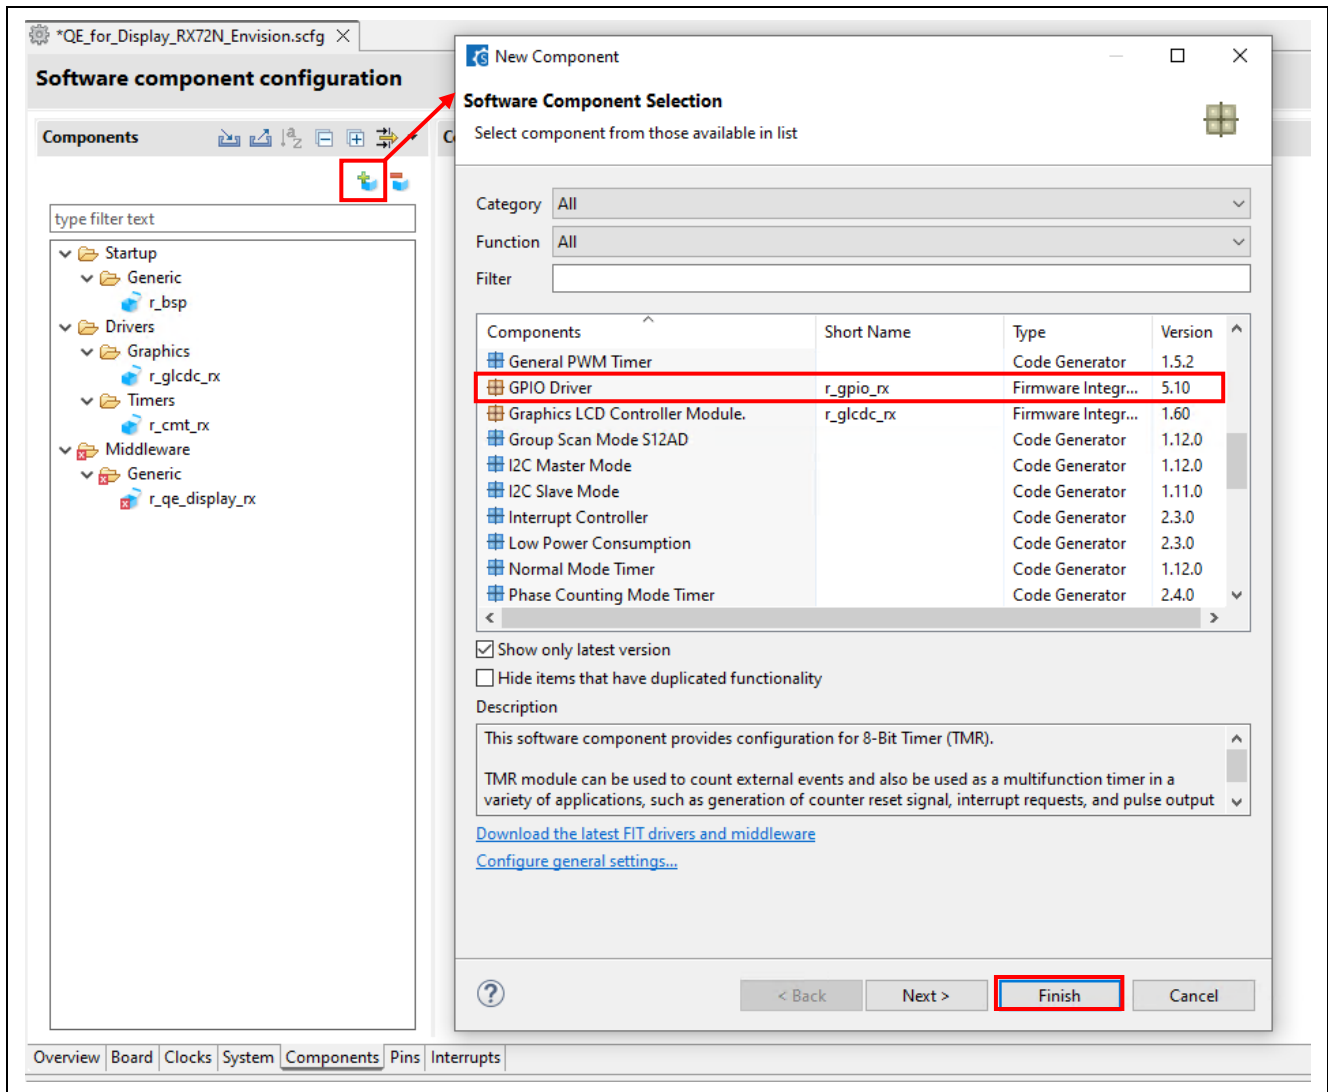 *QE_for_Display_RX72N_Envision.scfg
Software component configuration
Components
type filter text
Startup
Generic
r_bsp
Drivers
Graphics
r_glcdc_rx
Timers
r_cmt_rx
Middleware
Generic
r_qe_display_rx
New Component
Software Component Selection
Select component from those available in list
Category All
Function All
Filter
Components Short Name Type Version
General PWM Timer Code Generator 1.5.2
GPIO Driver r_gpio_rx Firmware Integr... 5.10
Graphics LCD Controller Module. r_glcdc_rx Firmware Integr... 1.60
Group Scan Mode S12AD Code Generator 1.12.0
I2C Master Mode Code Generator 1.12.0
I2C Slave Mode Code Generator 1.11.0
Interrupt Controller Code Generator 2.3.0
Low Power Consumption Code Generator 2.3.0
Normal Mode Timer Code Generator 1.12.0
Phase Counting Mode Timer Code Generator 2.4.0
Show only latest version
Hide items that have duplicated functionality
Description
This software component provides configuration for 8-Bit Timer (TMR).
TMR module can be used to count external events and also be used as a multifunction timer in a
variety of applications, such as generation of counter reset signal, interrupt requests, and pulse output
Download the latest FIT drivers and middleware
Configure general settings...
< Back Next > Finish Cancel
Overview Board Clocks System Components Pins Interrupts